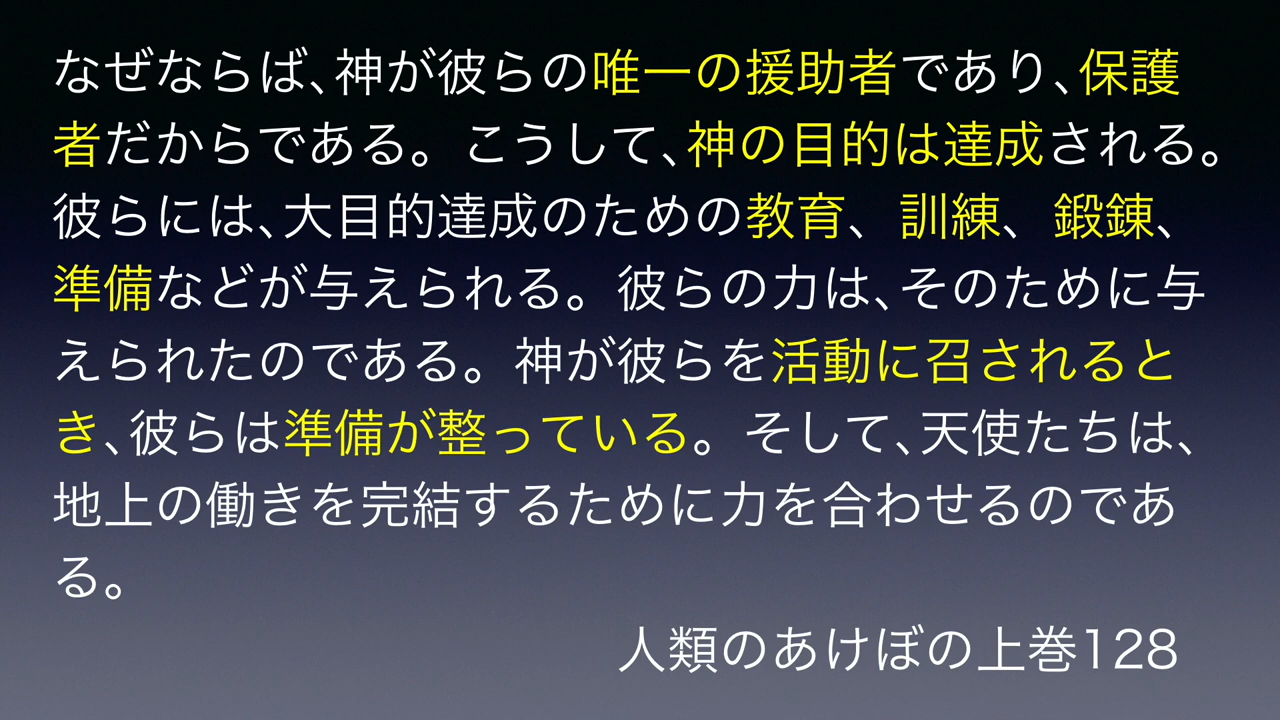 なぜならば､神が彼らの唯一の援助者であり､保護
者だからである。こうして､神の目的は達成される。
彼らには､大目的達成のための教育、訓練、鍛錬、
準備などが与えられる。彼らの力は､そのために与
えられたのである。神が彼らを活動に召されると
き､彼らは準備が整っている。そして､天使たちは､
地上の働きを完結するために力を合わせるのであ
る。
人類のあけぼの上巻128